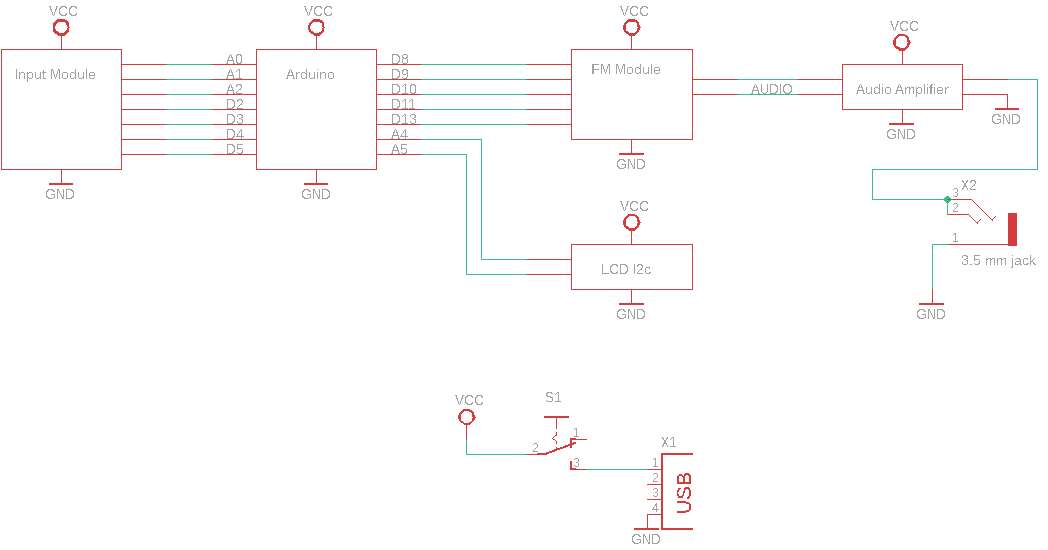 VCC
VCC
VCC
VCC
Input Module
A0
A1
A2
D2
D3
D4
D5
Arduino
D8
D9
D10
D11
D13
A4
A5
FM Module
AUDIO
Audio Amplifier
GND
GND
GND
GND
GND
VCC
LCD I2c
GND
X2
3
2
1
3.5 mm jack
GND
VCC
S1
1
2
3
X1
1
2
3
4
USB
GND